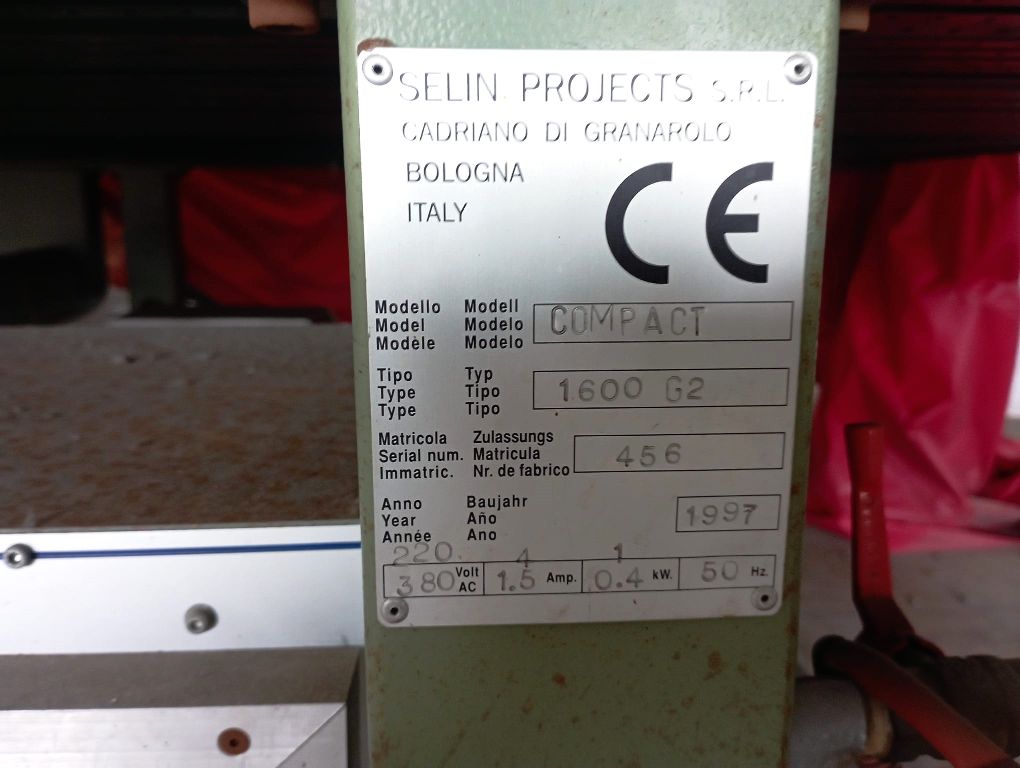 SELIN PROJECTS S.R.L.
CADRIANO DI GRANAROLO
BOLOGNA
ITALY
CE
Modello Modell
Model Modelo COMPACT
Modèle Modelo
Tipo Typ
Type Tipo 1600 G2
Type Tipo
Matricola Zulassungs
Serial num. Matricula 456
Immatric. Nr. de fabrico
Anno Baujahr
Year Año 1997
Année Ano
220. 4 1
380 Volt AC 1.5 Amp. 0.4 kW. 50 Hz.